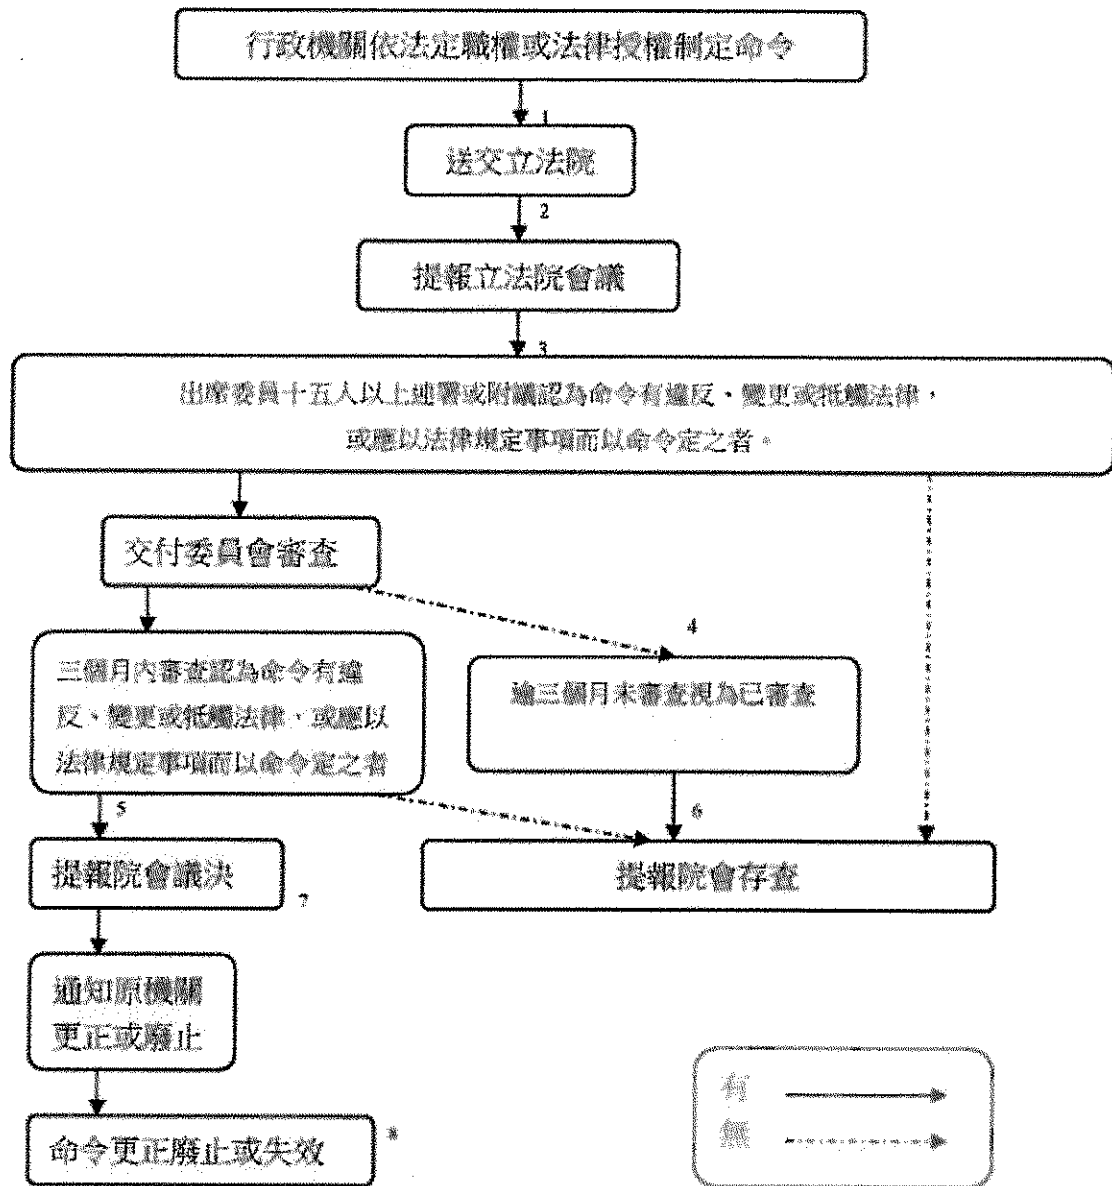 行政機關依法定職權或法律授權制定命令
1
送交立法院
2
提報立法院會議
3
出席委員十五人以上連署或附議認為命令有違反、變更或牴觸法律，
或應以法律規定事項而以命令定之者。
交付委員會審查
4
三個月內審查認為命令有違
反、變更或牴觸法律，或應以
法律規定事項而以命令定之者
逾三個月未審查視為已審查
5
6
提報院會議決
提報院會存查
7
通知原機關
更正或廢止
命令更正廢止或失效
8
有
無